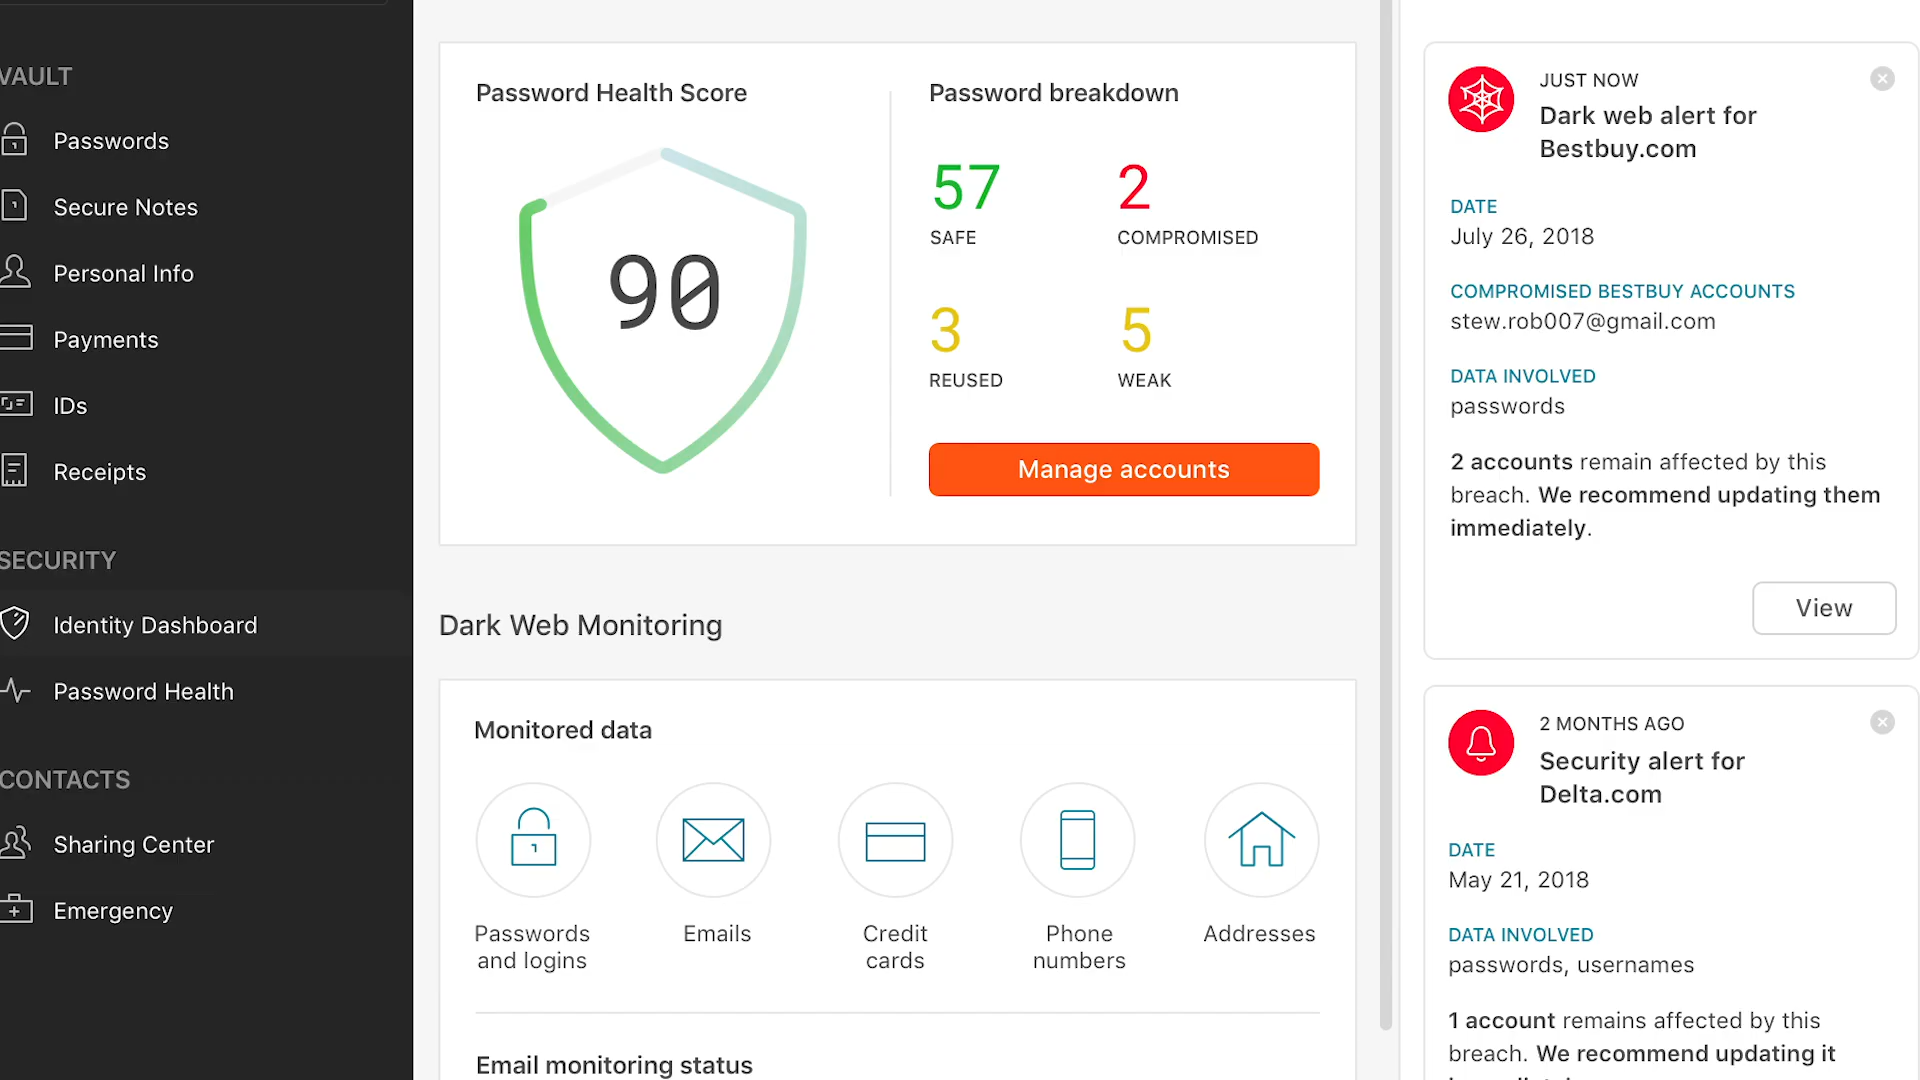 VAULT
Passwords
Secure Notes
Personal Info
Payments
IDs
Receipts
SECURITY
Identity Dashboard
Password Health
CONTACTS
Sharing Center
Emergency
Password Health Score
90
Password breakdown
57
SAFE
2
COMPROMISED
3
REUSED
5
WEAK
Manage accounts
Dark Web Monitoring
Monitored data
Passwords
and logins
Emails
Credit
cards
Phone
numbers
Addresses
Email monitoring status
JUST NOW
Dark web alert for
Bestbuy.com
DATE
July 26, 2018
COMPROMISED BESTBUY ACCOUNTS
stew.rob007@gmail.com
DATA INVOLVED
passwords
2 accounts remain affected by this
breach. We recommend updating them
immediately.
View
2 MONTHS AGO
Security alert for
Delta.com
DATE
May 21, 2018
DATA INVOLVED
passwords, usernames
1 account remains affected by this
breach. We recommend updating it